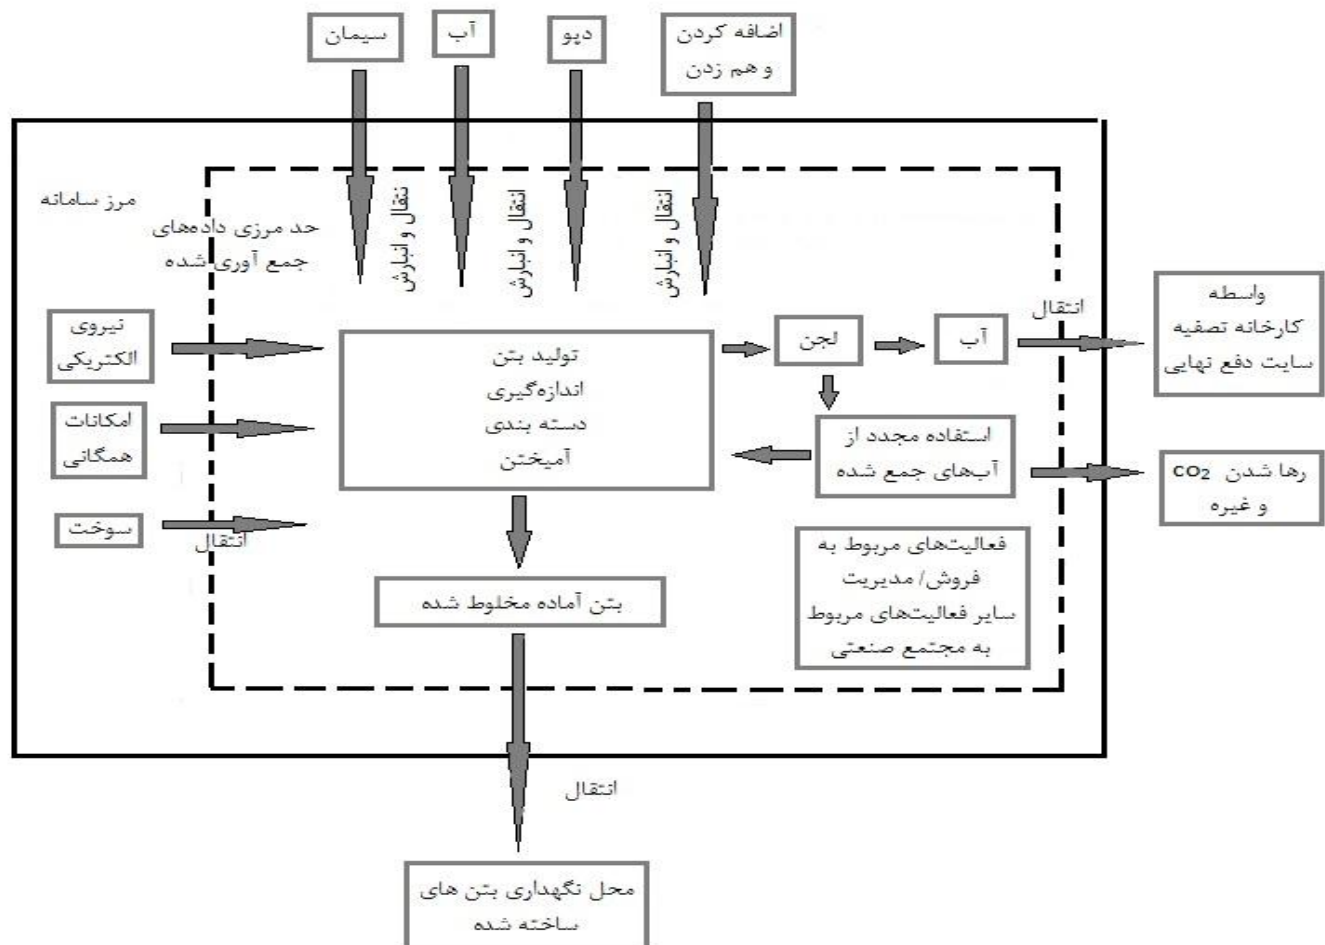 سیمان
آب
دپو
اضافه کردن
و هم زدن
مرز سامانه
حد مرزی داده‌های
جمع آوری شده
نتقال و انبارش
انتقال و انبارش
انتقال و انبارش
نیروی
الکتریکی
امکانات
همگانی
سوخت
انتقال
تولید بتن
اندازه‌گیری
دسته بندی
آمیختن
لجن
آب
انتقال
واسطه
کارخانه تصفیه
سایت دفع نهایی
استفاده مجدد از
آب‌های جمع شده
رها شدن CO₂
و غیره
فعالیت‌های مربوط به
فروش/ مدیریت
سایر فعالیت‌های مربوط
به مجتمع صنعتی
بتن آماده مخلوط شده
انتقال
محل نگهداری بتن های
ساخته شده